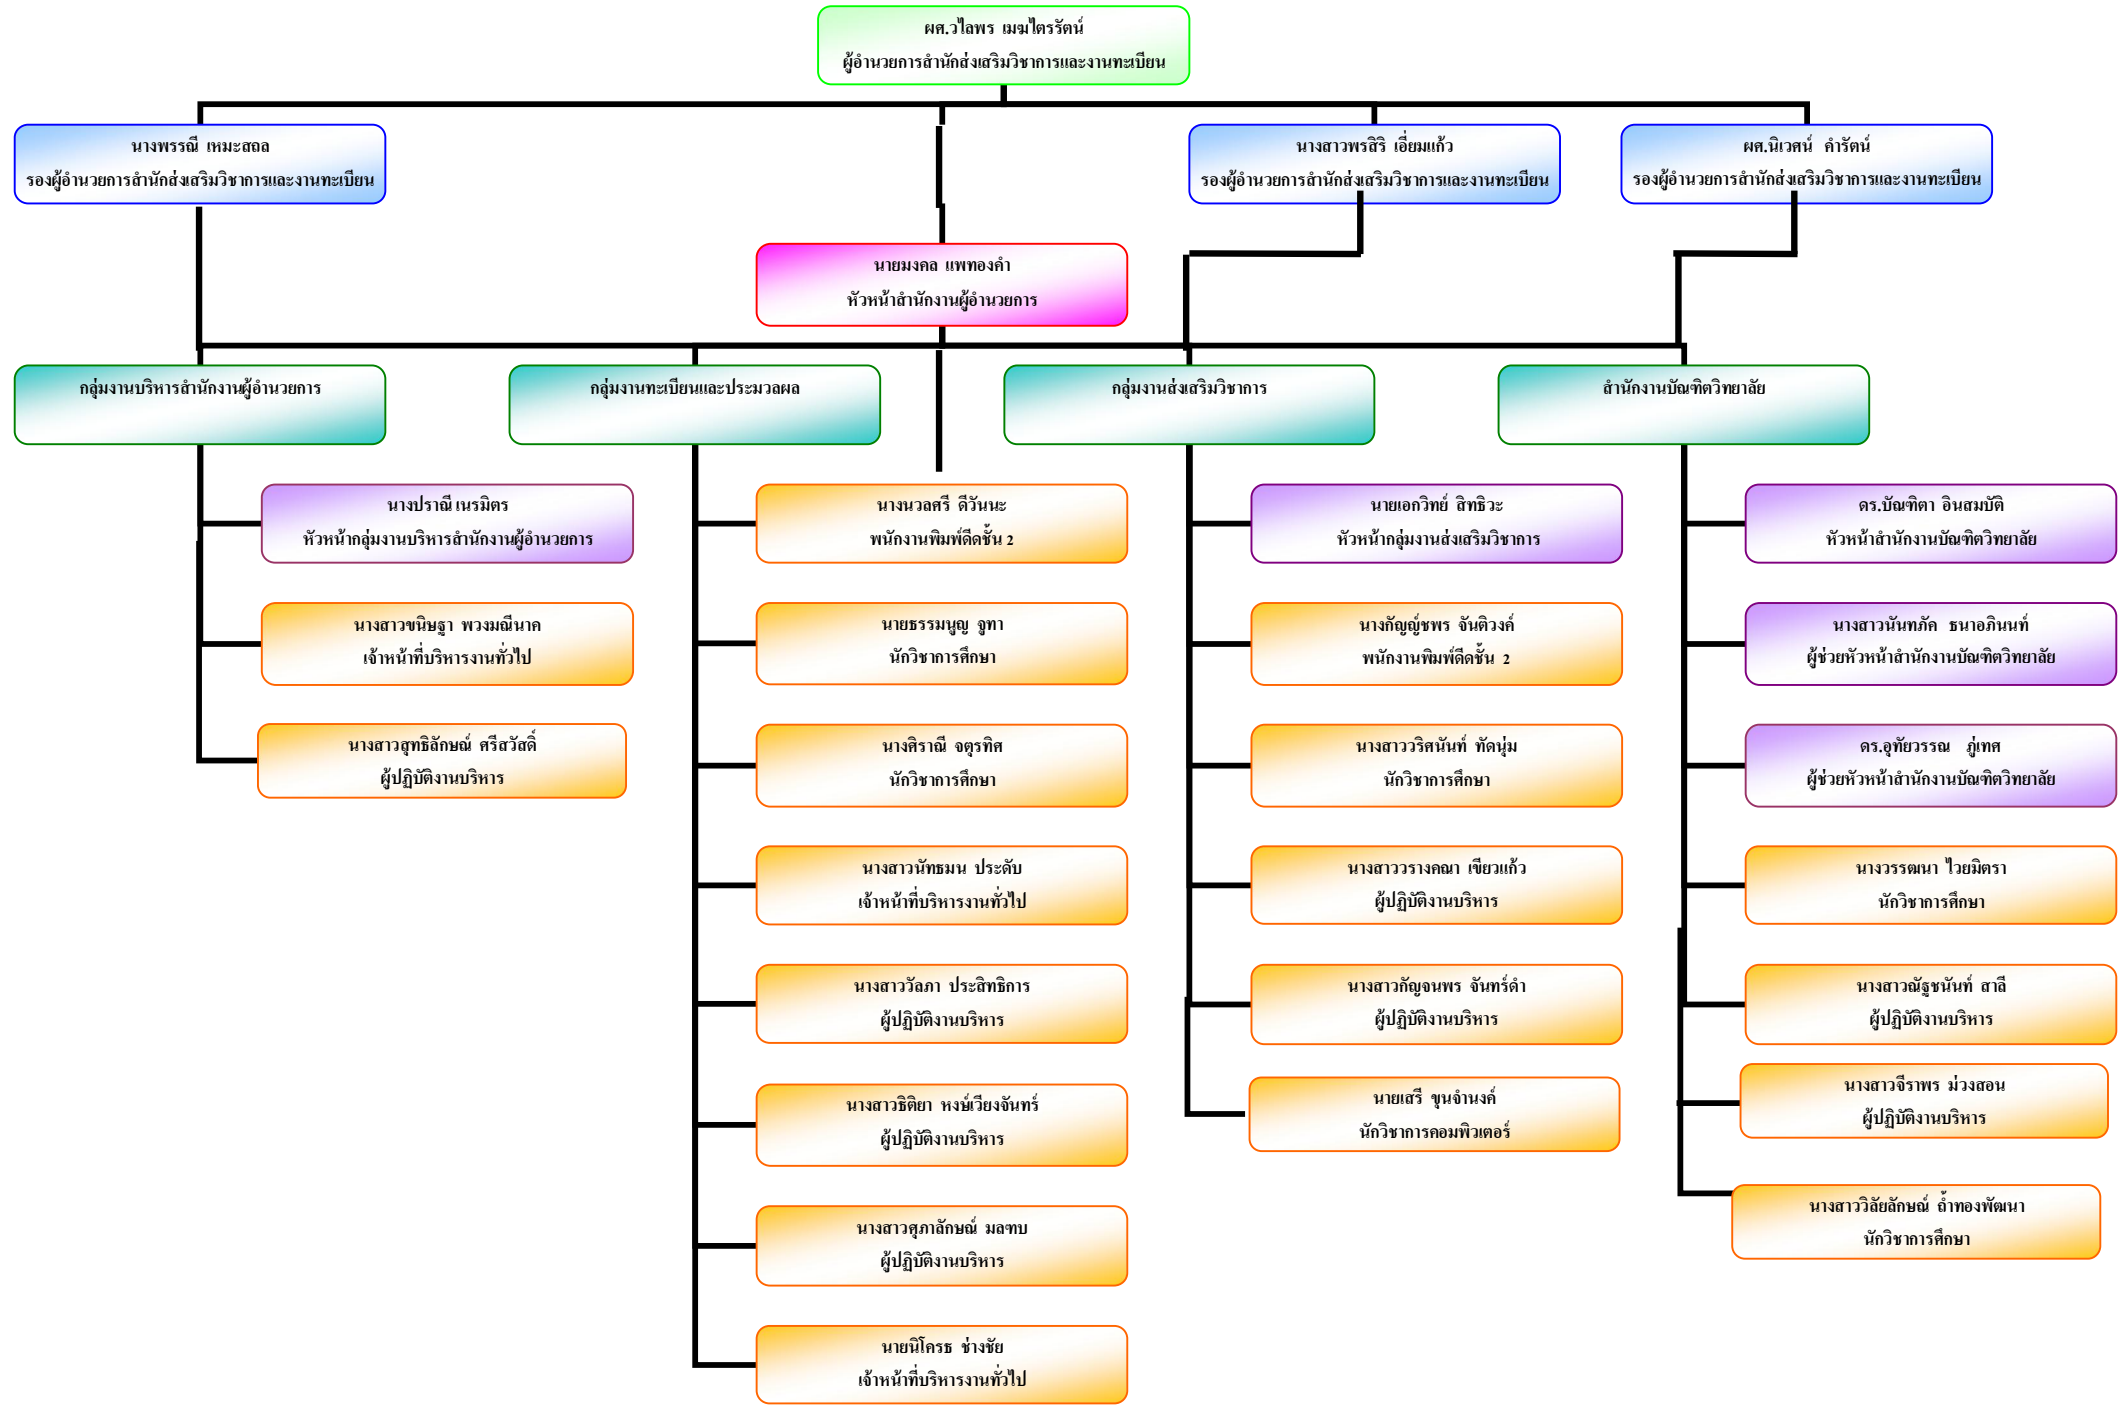 ผศ.วไลพร เมฆไตรรัตน์
ผู้อำนวยการสำนักส่งเสริมวิชาการและงานทะเบียน
นางพรรณี เหมะสถล
รองผู้อำนวยการสำนักส่งเสริมวิชาการและงานทะเบียน
นางสาวพรสิริ เอี่ยมแก้ว
รองผู้อำนวยการสำนักส่งเสริมวิชาการและงานทะเบียน
ผศ.นิเวศน์ คำรัตน์
รองผู้อำนวยการสำนักส่งเสริมวิชาการและงานทะเบียน
นายมงคล แพทองคำ
หัวหน้าสำนักงานผู้อำนวยการ
กลุ่มงานบริหารสำนักงานผู้อำนวยการ
กลุ่มงานทะเบียนและประมวลผล
กลุ่มงานส่งเสริมวิชาการ
สำนักงานบัณฑิตวิทยาลัย
นางปราณี เนรมิตร
หัวหน้ากลุ่มงานบริหารสำนักงานผู้อำนวยการ
นางสาวขนิษฐา พวงมณีนาค
เจ้าหน้าที่บริหารงานทั่วไป
นางสาวสุทธิลักษณ์ ศรีสวัสดิ์
ผู้ปฏิบัติงานบริหาร
นางนวลศรี ดีวันนะ
พนักงานพิมพ์ดีดชั้น 2
นายธรรมนูญ จูทา
นักวิชาการศึกษา
นางศิราณี จตุรทิศ
นักวิชาการศึกษา
นางสาวนัทธมน ประดับ
เจ้าหน้าที่บริหารงานทั่วไป
นางสาววัลภา ประสิทธิการ
ผู้ปฏิบัติงานบริหาร
นางสาวธิติยา หงษ์เวียงจันทร์
ผู้ปฏิบัติงานบริหาร
นางสาวศุภาลักษณ์ มลฑบ
ผู้ปฏิบัติงานบริหาร
นายนิโครธ ช่างชัย
เจ้าหน้าที่บริหารงานทั่วไป
นายเอกวิทย์ สิทธิวะ
หัวหน้ากลุ่มงานส่งเสริมวิชาการ
นางกัญญ์ชพร จันติวงค์
พนักงานพิมพ์ดีดชั้น 2
นางสาววริศนันท์ ทัดนุ่ม
นักวิชาการศึกษา
นางสาววรางคณา เขียวแก้ว
ผู้ปฏิบัติงานบริหาร
นางสาวกัญจนพร จันทร์ดำ
ผู้ปฏิบัติงานบริหาร
นายเสรี ขุนจำนงค์
นักวิชาการคอมพิวเตอร์
ดร.บัณฑิตา อินสมบัติ
หัวหน้าสำนักงานบัณฑิตวิทยาลัย
นางสาวนันทภัค ธนาอภินนท์
ผู้ช่วยหัวหน้าสำนักงานบัณฑิตวิทยาลัย
ดร.อุทัยวรรณ ภู่เทศ
ผู้ช่วยหัวหน้าสำนักงานบัณฑิตวิทยาลัย
นางวรรฒนา ไวยมิตรา
นักวิชาการศึกษา
นางสาวณัฐชนันท์ สาลี
ผู้ปฏิบัติงานบริหาร
นางสาวจีราพร ม่วงสอน
ผู้ปฏิบัติงานบริหาร
นางสาววิลัยลักษณ์ ถ้ำทองพัฒนา
นักวิชาการศึกษา